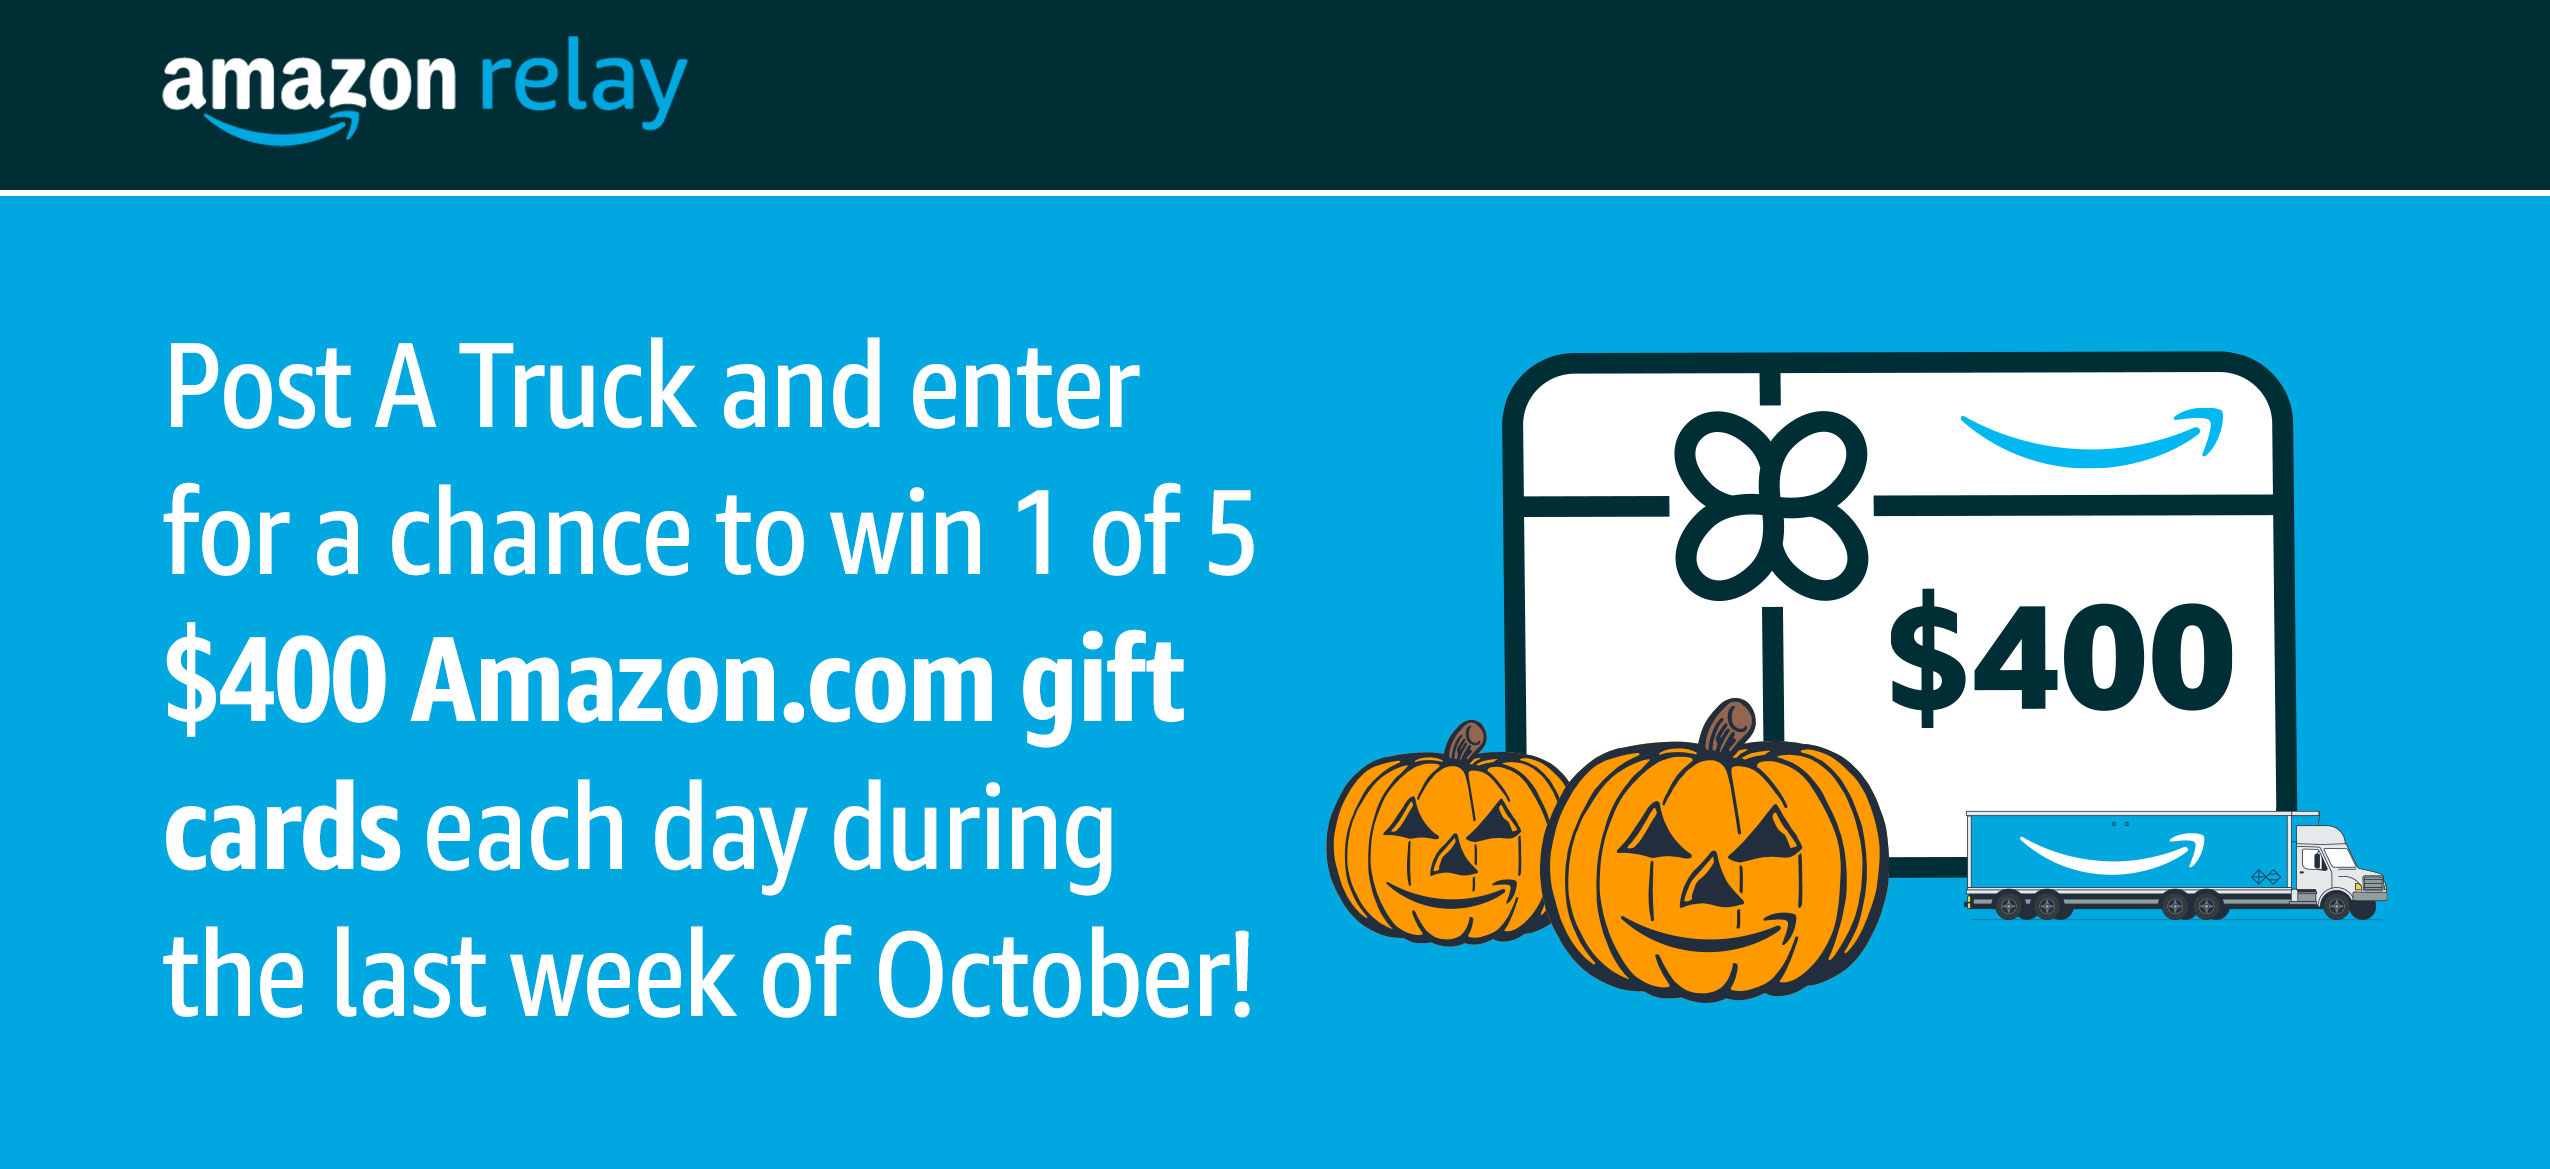 amazon relay
Post A Truck and enter
for a chance to win 1 of 5
$400 Amazon.com gift
cards each day during
the last week of October!
$400